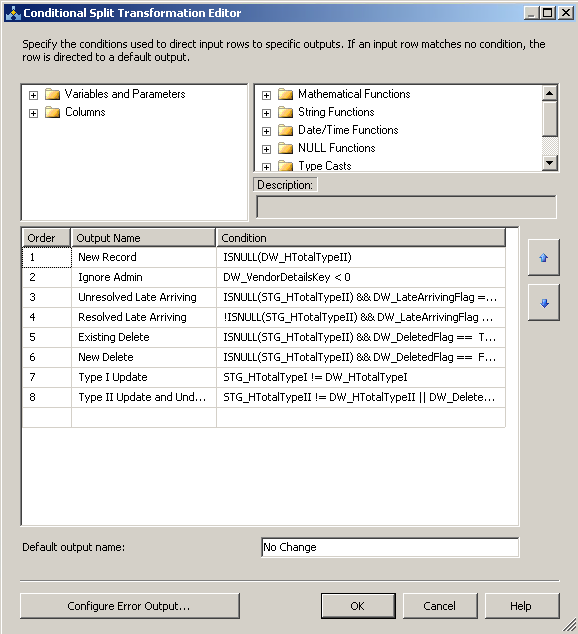 Conditional Split Transformation Editor
Specify the conditions used to direct input rows to specific outputs. If an input row matches no condition, the
row is directed to a default output.
Variables and Parameters
Columns
Mathematical Functions
String Functions
Date/Time Functions
NULL Functions
Type Casts
Description:
Order Output Name Condition
1 New Record ISNULL(DW_HTotalTypeII)
2 Ignore Admin DW_VendorDetailsKey < 0
3 Unresolved Late Arriving ISNULL(STG_HTotalTypeII) && DW_LateArrivingFlag =...
4 Resolved Late Arriving !ISNULL(STG_HTotalTypeII) && DW_LateArrivingFlag ...
5 Existing Delete ISNULL(STG_HTotalTypeII) && DW_DeletedFlag == T...
6 New Delete ISNULL(STG_HTotalTypeII) && DW_DeletedFlag == F...
7 Type I Update STG_HTotalTypeI != DW_HTotalTypeI
8 Type II Update and Und... STG_HTotalTypeII != DW_HTotalTypeII || DW_Delete...
Default output name: No Change
Configure Error Output... OK Cancel Help